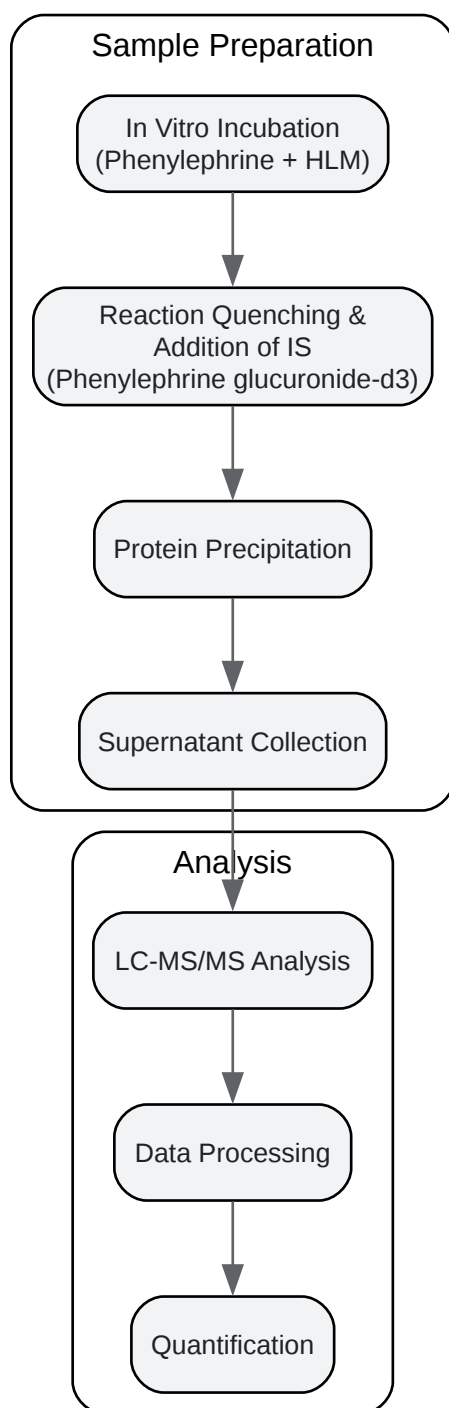 Sample Preparation
In Vitro Incubation
(Phenylephrine + HLM)
Reaction Quenching &
Addition of IS
(Phenylephrine glucuronide-d3)
Protein Precipitation
Supernatant Collection
Analysis
LC-MS/MS Analysis
Data Processing
Quantification